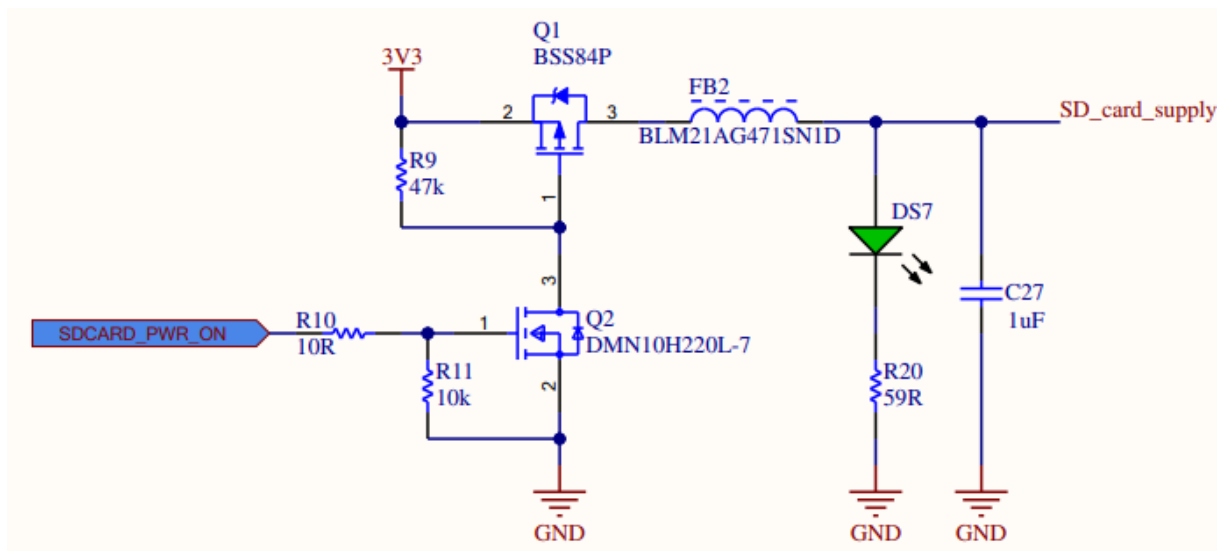 Q1
BSS84P
3V3
FB2
2
3
BLM21AG471SN1D
SD_card_supply
R9
47k
1
DS7
3
SDCARD_PWR_ON
R10
10R
1
Q2
DMN10H220L-7
C27
1uF
R11
10k
2
R20
59R
GND
GND
GND